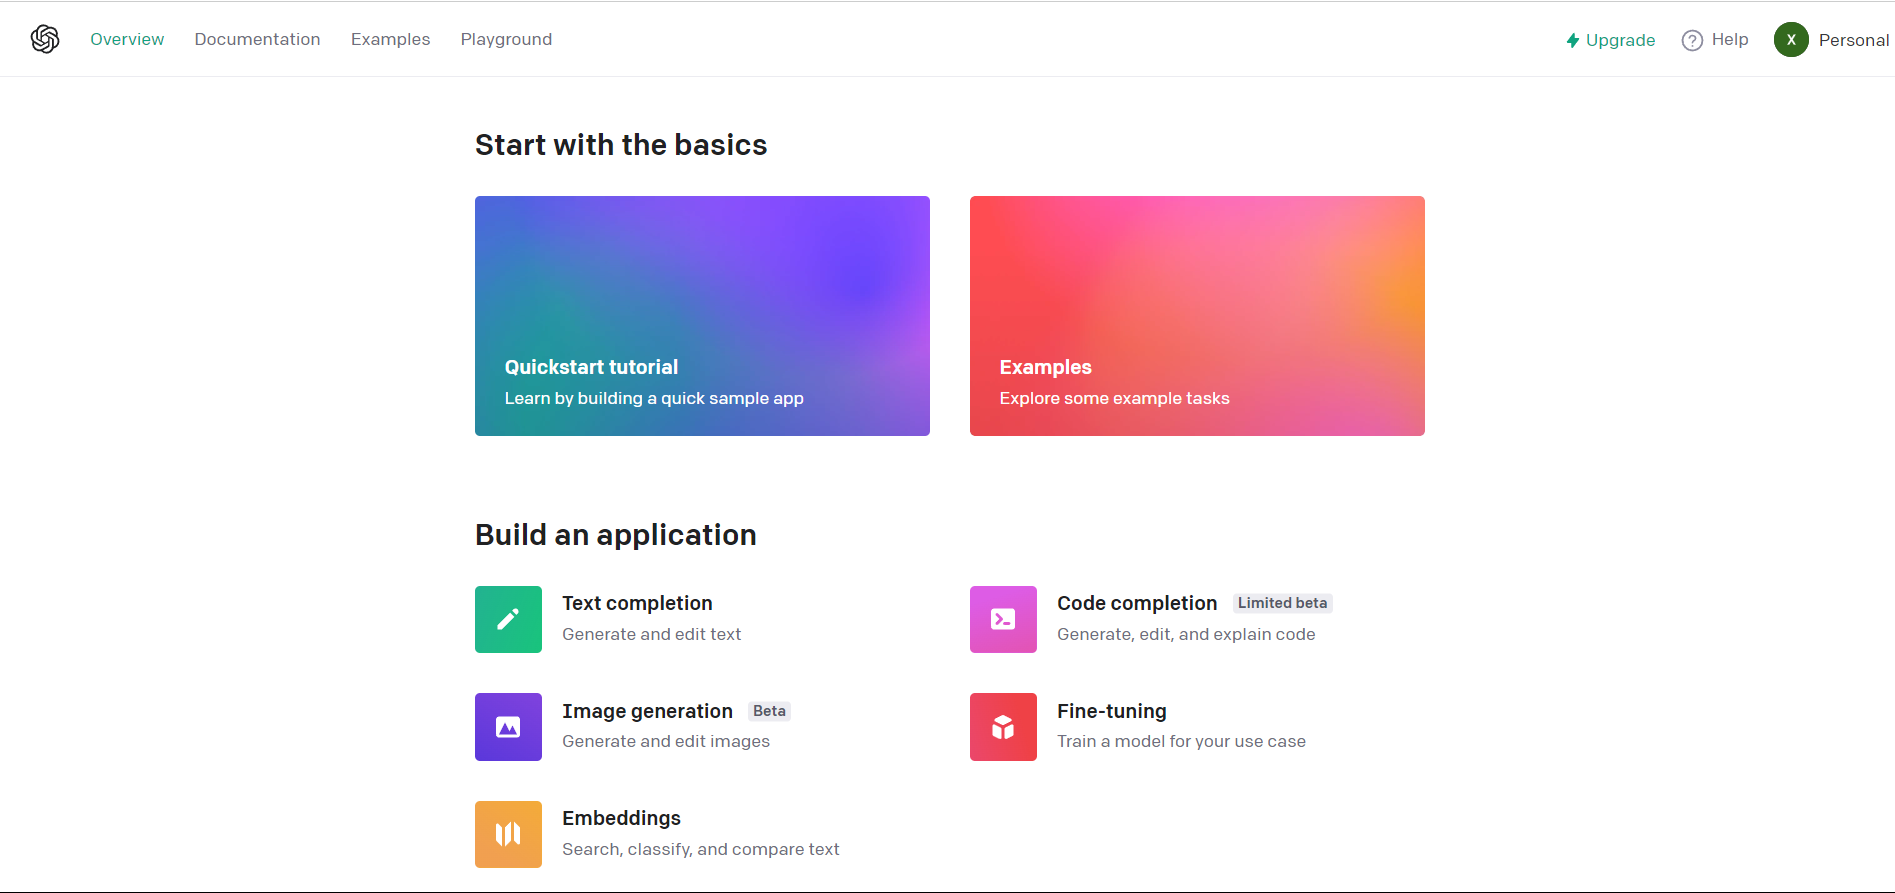 Overview Documentation Examples Playground Upgrade Help X Personal
Start with the basics
Quickstart tutorial
Learn by building a quick sample app
Examples
Explore some example tasks
Build an application
Text completion
Generate and edit text
Code completion Limited beta
Generate, edit, and explain code
Image generation Beta
Generate and edit images
Fine-tuning
Train a model for your use case
Embeddings
Search, classify, and compare text